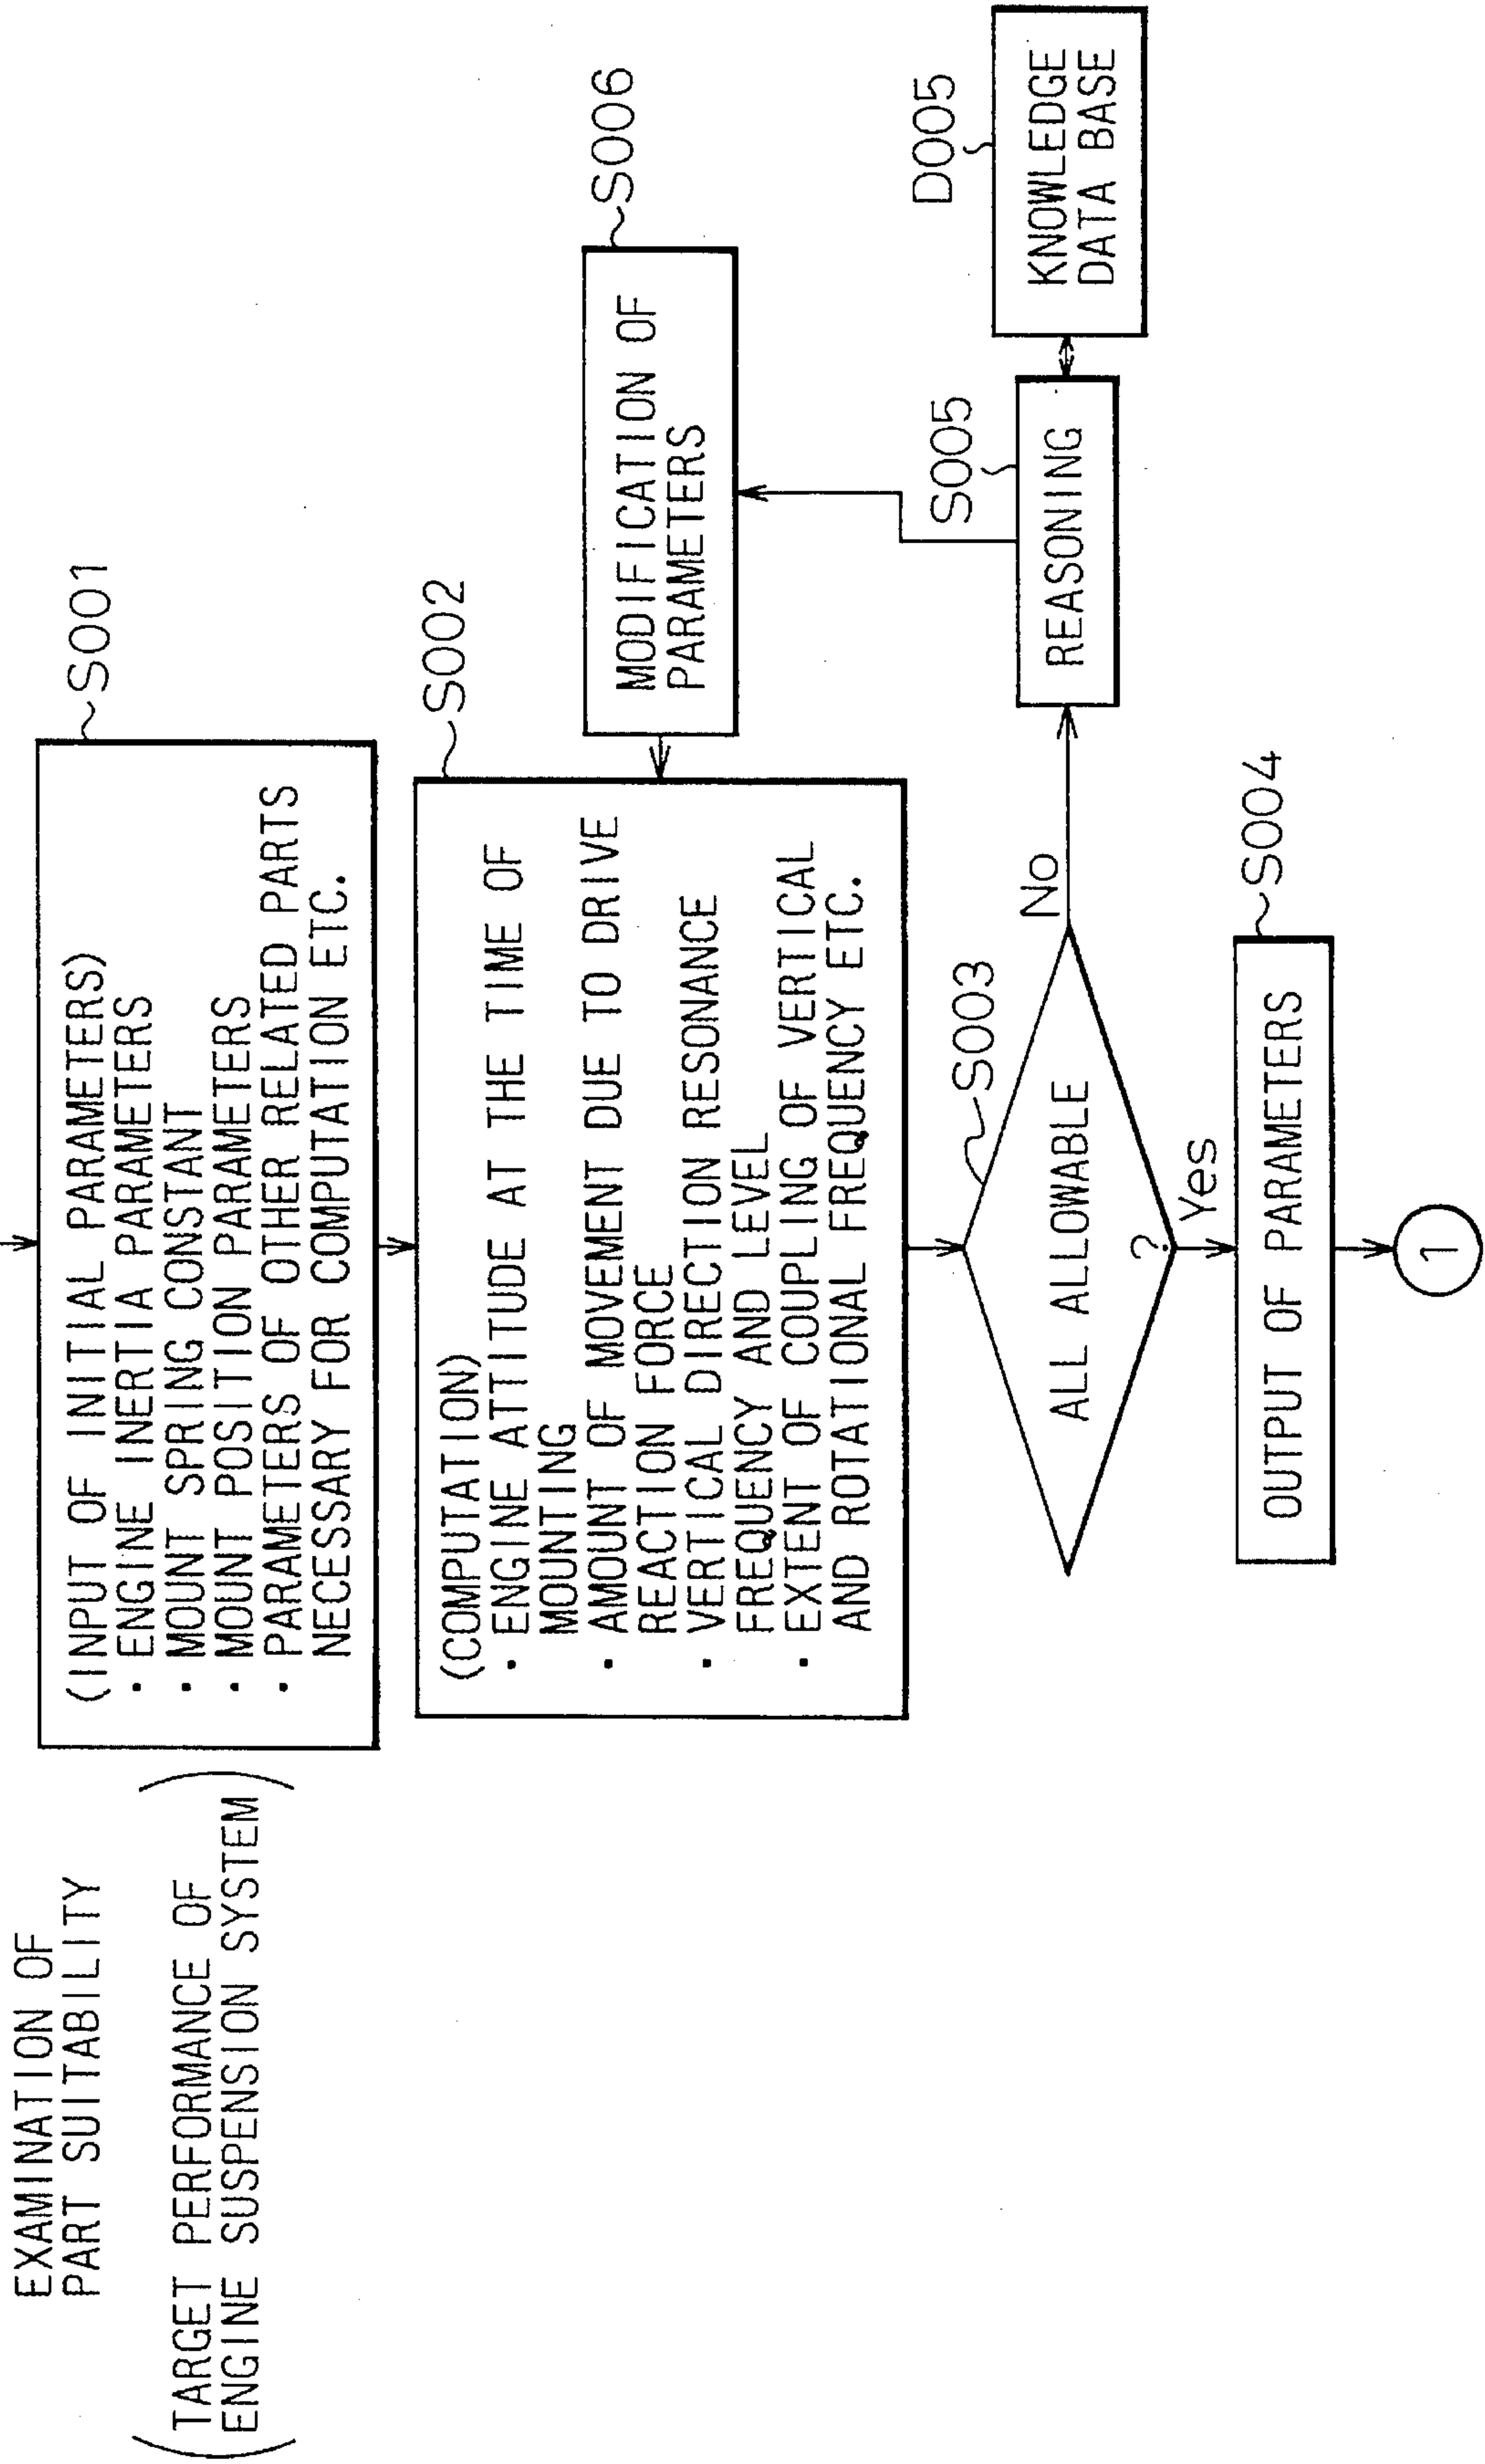 EXAMINATION OF
PART SUITABILITY
(TARGET PERFORMANCE OF
ENGINE SUSPENSION SYSTEM)
S001
(INPUT OF INITIAL PARAMETERS)
· ENGINE INERTIA PARAMETERS
· MOUNT SPRING CONSTANT
· MOUNT POSITION PARAMETERS
· PARAMETERS OF OTHER RELATED PARTS
NECESSARY FOR COMPUTATION ETC.
S002
(COMPUTATION)
· ENGINE ATTITUDE AT THE TIME OF
MOUNTING
· AMOUNT OF MOVEMENT DUE TO DRIVE
REACTION FORCE
· VERTICAL DIRECTION RESONANCE
FREQUENCY AND LEVEL
· EXTENT OF COUPLING OF VERTICAL
AND ROTATIONAL FREQUENCY ETC.
S006
MODIFICATION OF
PARAMETERS
S003
ALL ALLOWABLE
?
No
Yes
S005
REASONING
D005
KNOWLEDGE
DATA BASE
S004
OUTPUT OF PARAMETERS
1